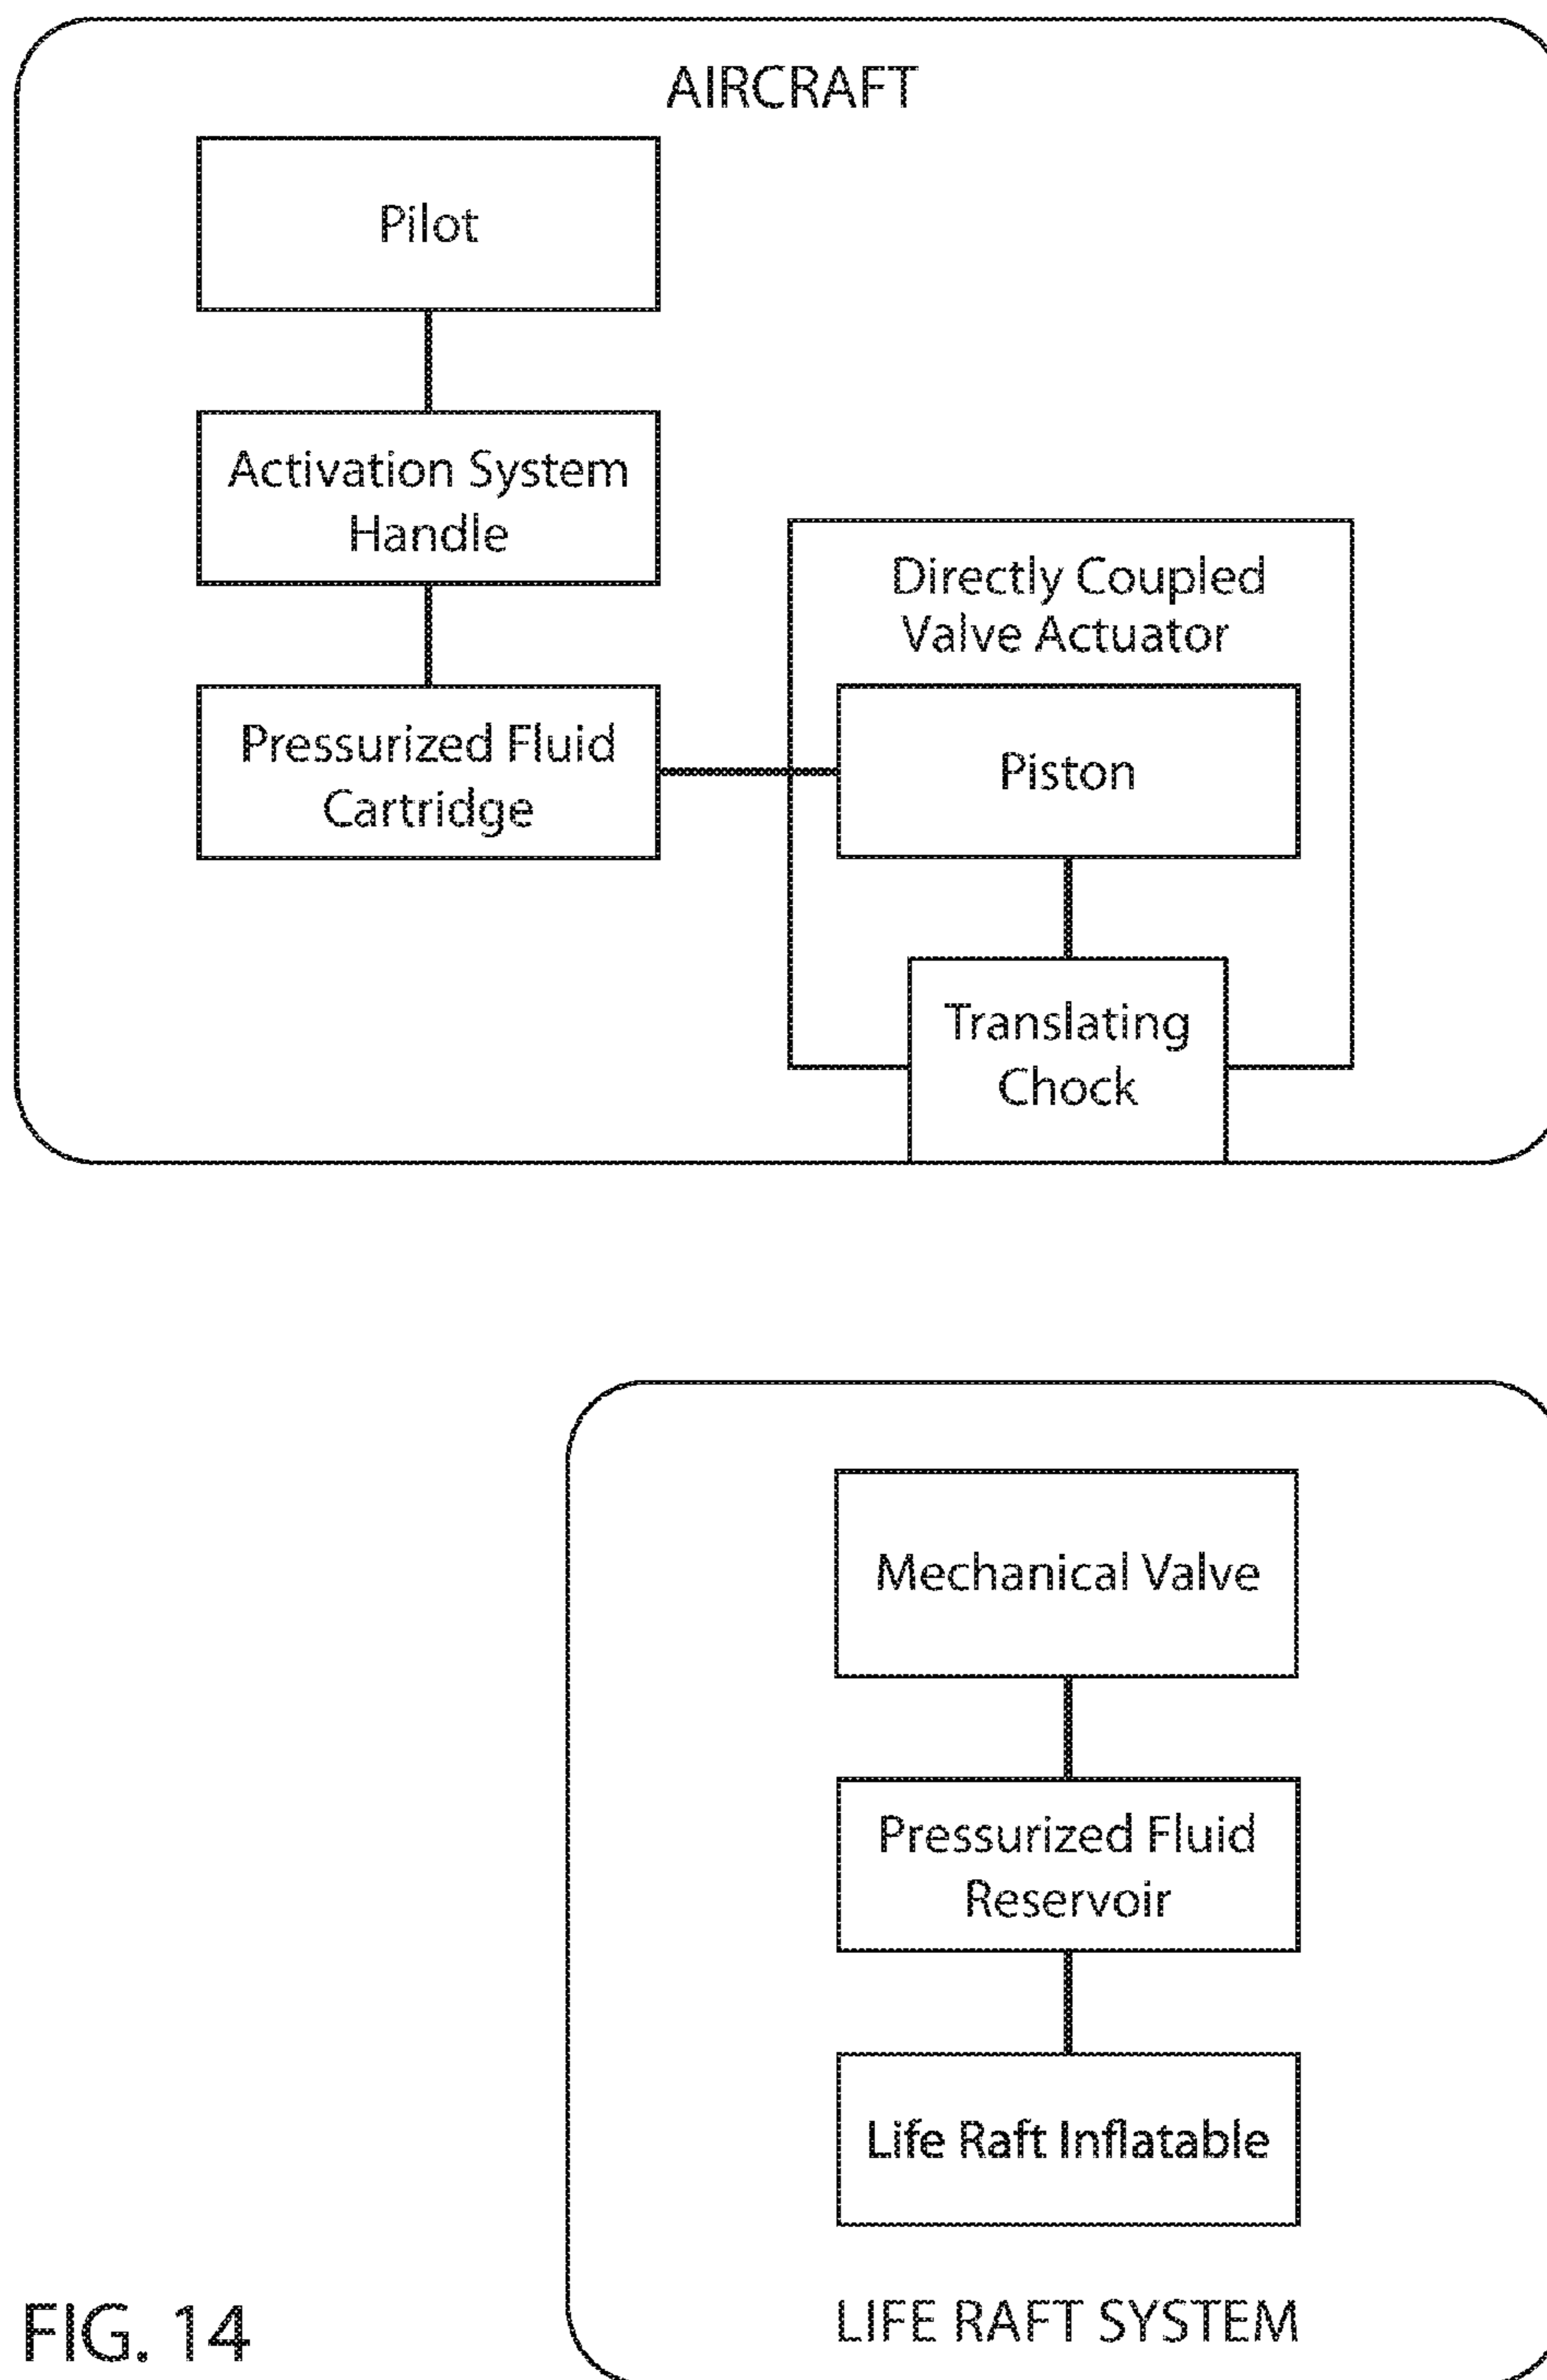 AIRCRAFT
Pilot
Activation System
Handle
Directly Coupled
Valve Actuator
Pressurized Fluid
Cartridge
Piston
Translating
Chock
Mechanical Valve
Pressurized Fluid
Reservoir
Life Raft Inflatable
LIFE RAFT SYSTEM
FIG. 14